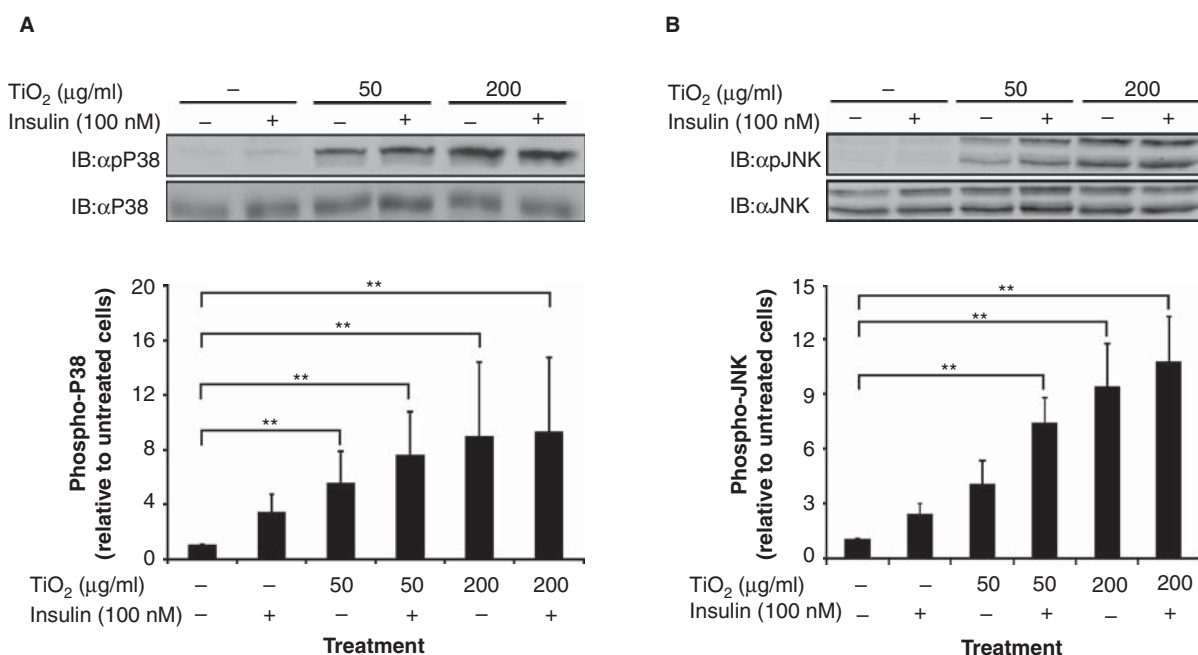 A
TiO2 (μg/ml) – 50 200
Insulin (100 nM) – + – + – +
IB:αpP38
IB:αP38
Phospho-P38
(relative to untreated cells)
20
16
12
8
4
0
**
**
**
**
TiO2 (μg/ml) – – 50 50 200 200
Insulin (100 nM) – + – + – +
Treatment
B
TiO2 (μg/ml) – 50 200
Insulin (100 nM) – + – + – +
IB:αpJNK
IB:αJNK
Phospho-JNK
(relative to untreated cells)
15
12
9
6
3
0
**
**
**
TiO2 (μg/ml) – – 50 50 200 200
Insulin (100 nM) – + – + – +
Treatment